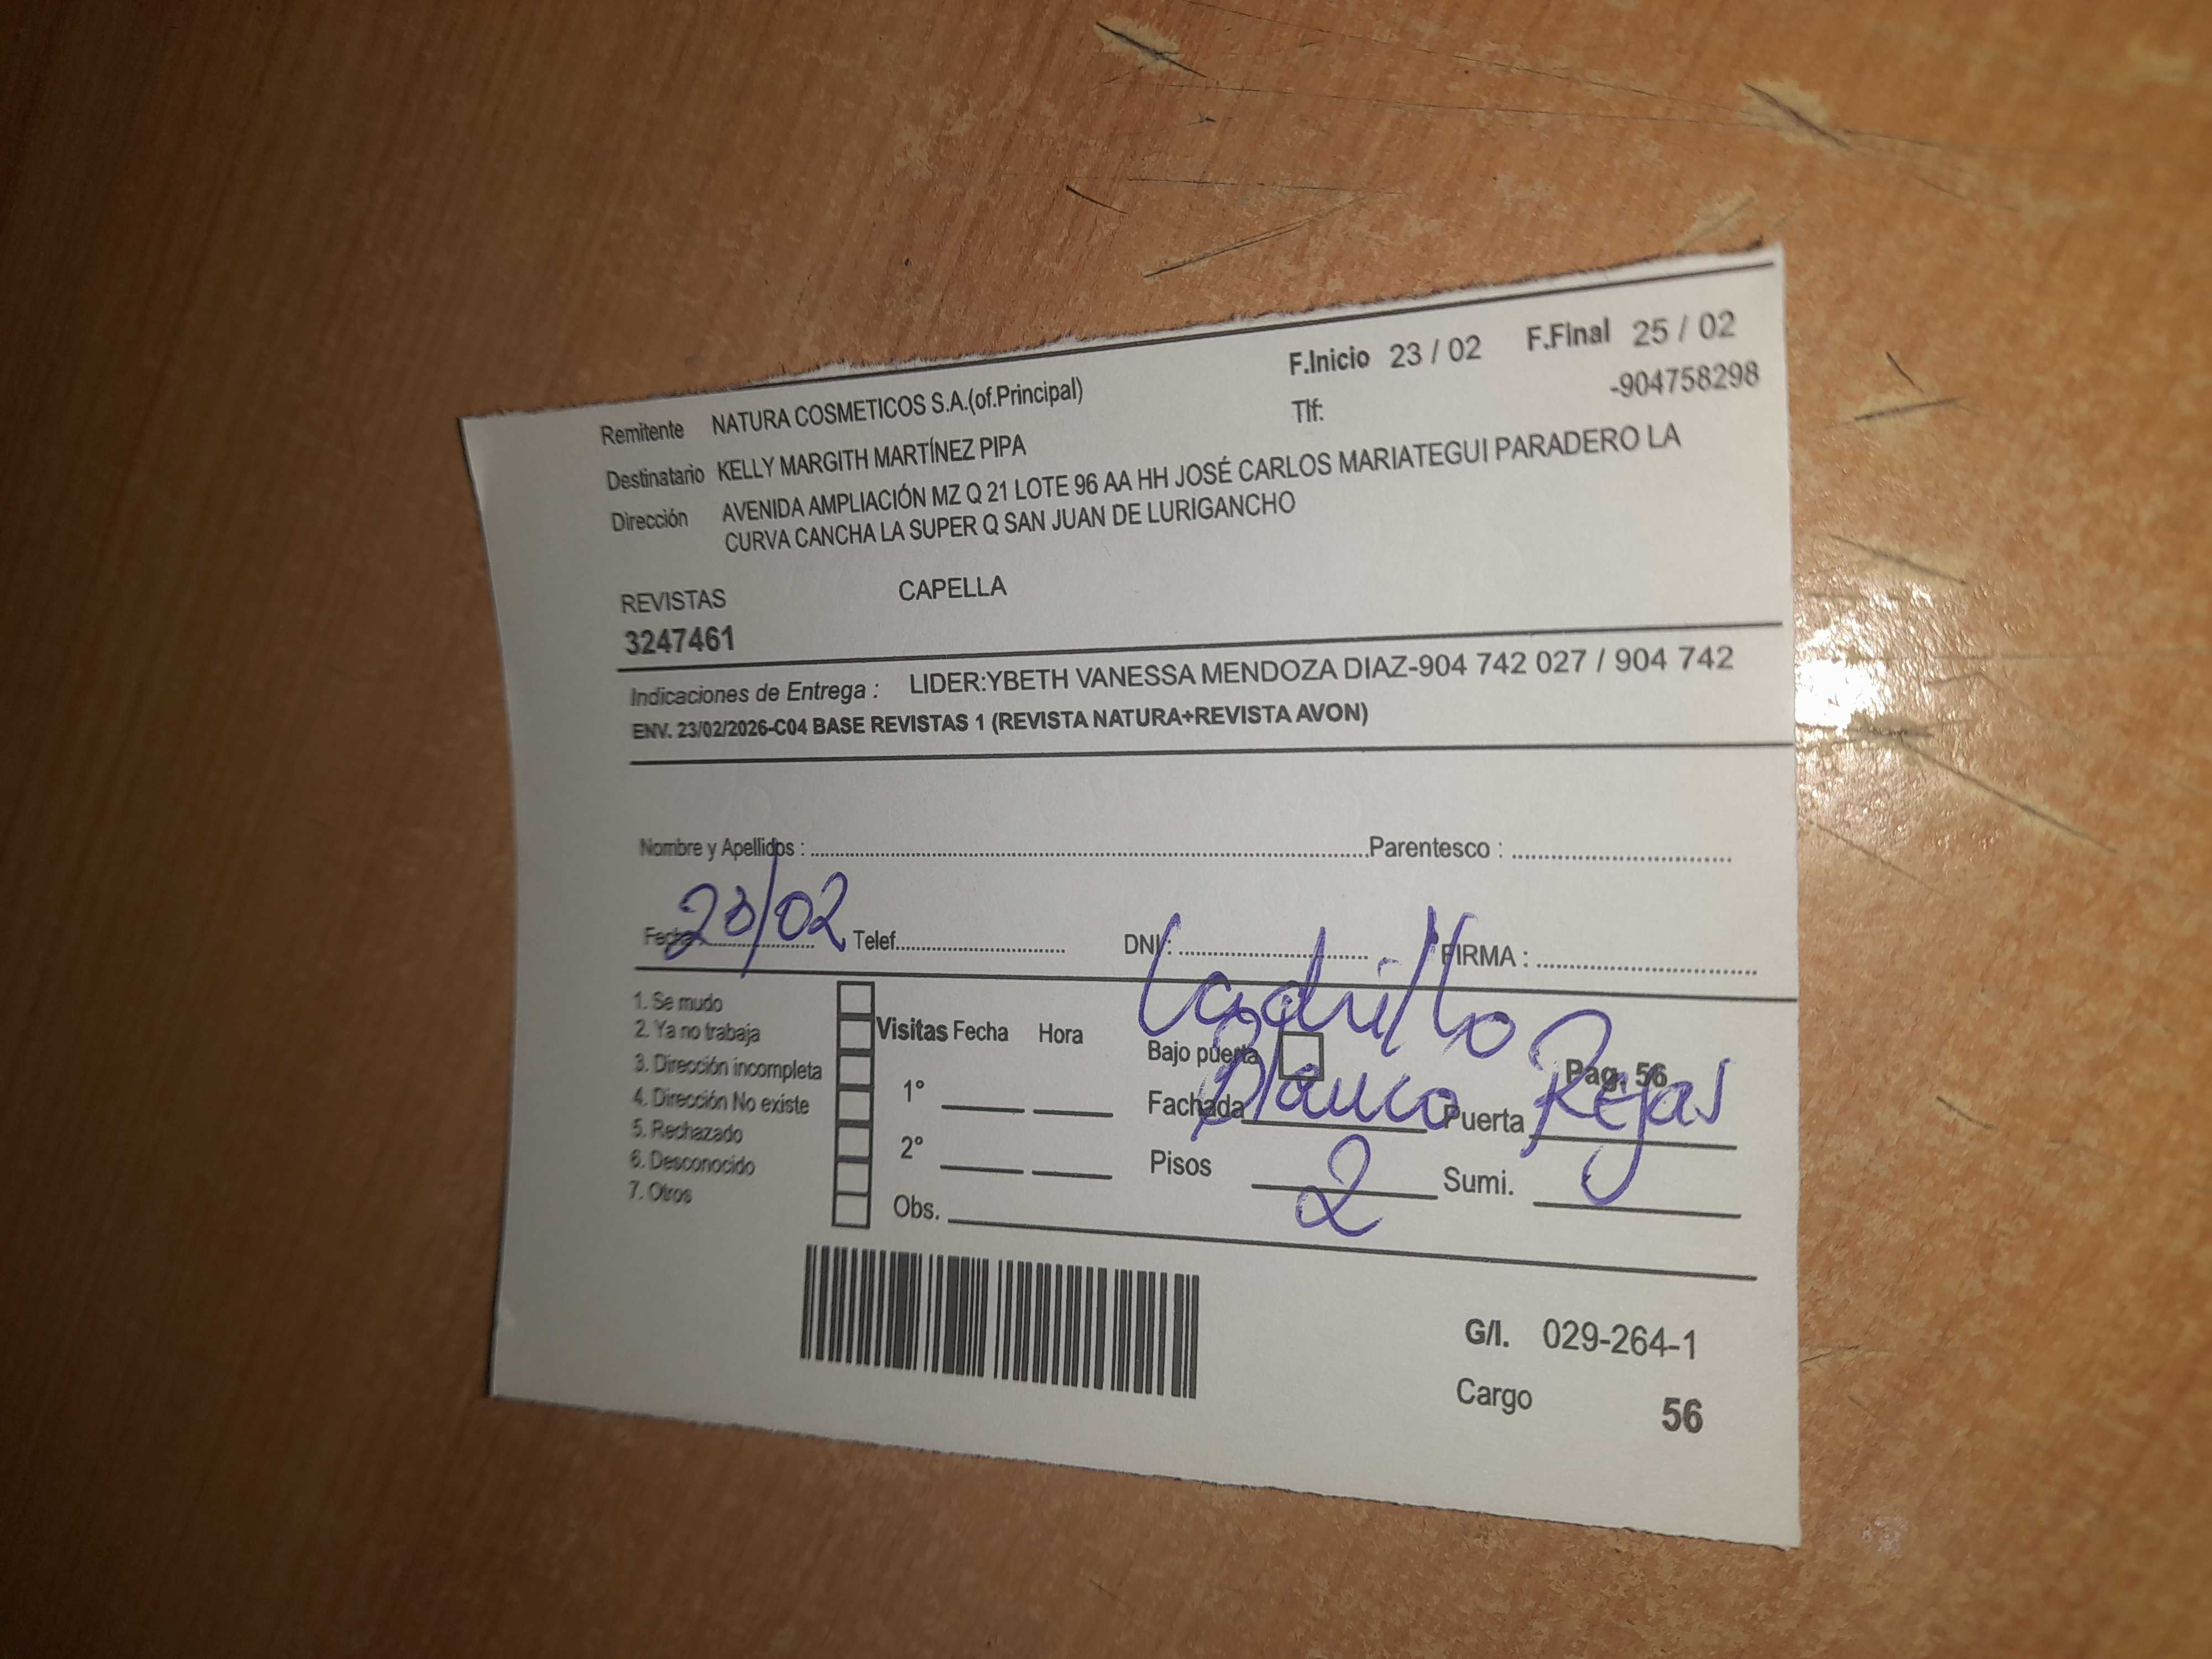 Remitente NATURA COSMETICOS S.A.(of.Principal) F.Inicio 23 / 02 F.Final 25 / 02
Destinatario KELLY MARGITH MARTÍNEZ PIPA Tlf: -904758298
Dirección AVENIDA AMPLIACIÓN MZ Q 21 LOTE 96 AA HH JOSÉ CARLOS MARIATEGUI PARADERO LA
CURVA CANCHA LA SUPER Q SAN JUAN DE LURIGANCHO
REVISTAS CAPELLA
3247461
Indicaciones de Entrega : LIDER:YBETH VANESSA MENDOZA DIAZ-904 742 027 / 904 742
ENV. 23/02/2026-C04 BASE REVISTAS 1 (REVISTA NATURA+REVISTA AVON)
Nombre y Apellidos : Parentesco :
Fecha 23/02 Telef. DNI : FIRMA :
Ladrillo
1. Se mudo
2. Ya no trabaja Visitas Fecha Hora Bajo puerta Pag. 56
3. Dirección incompleta
4. Dirección No existe 1° Fachada Blanco Puerta Rejas
5. Rechazado
6. Desconocido 2° Pisos 2 Sumi.
7. Otros Obs.
G/I. 029-264-1
Cargo 56